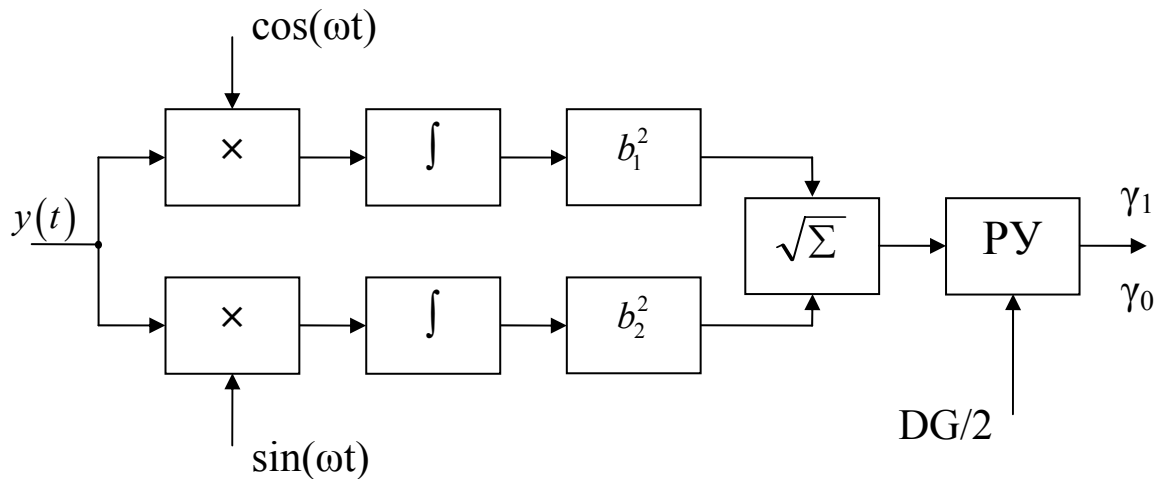 cos(ωt)
×
∫
b₁²
y(t)
√Σ
РУ
γ₁
γ₀
×
∫
b₂²
DG/2
sin(ωt)